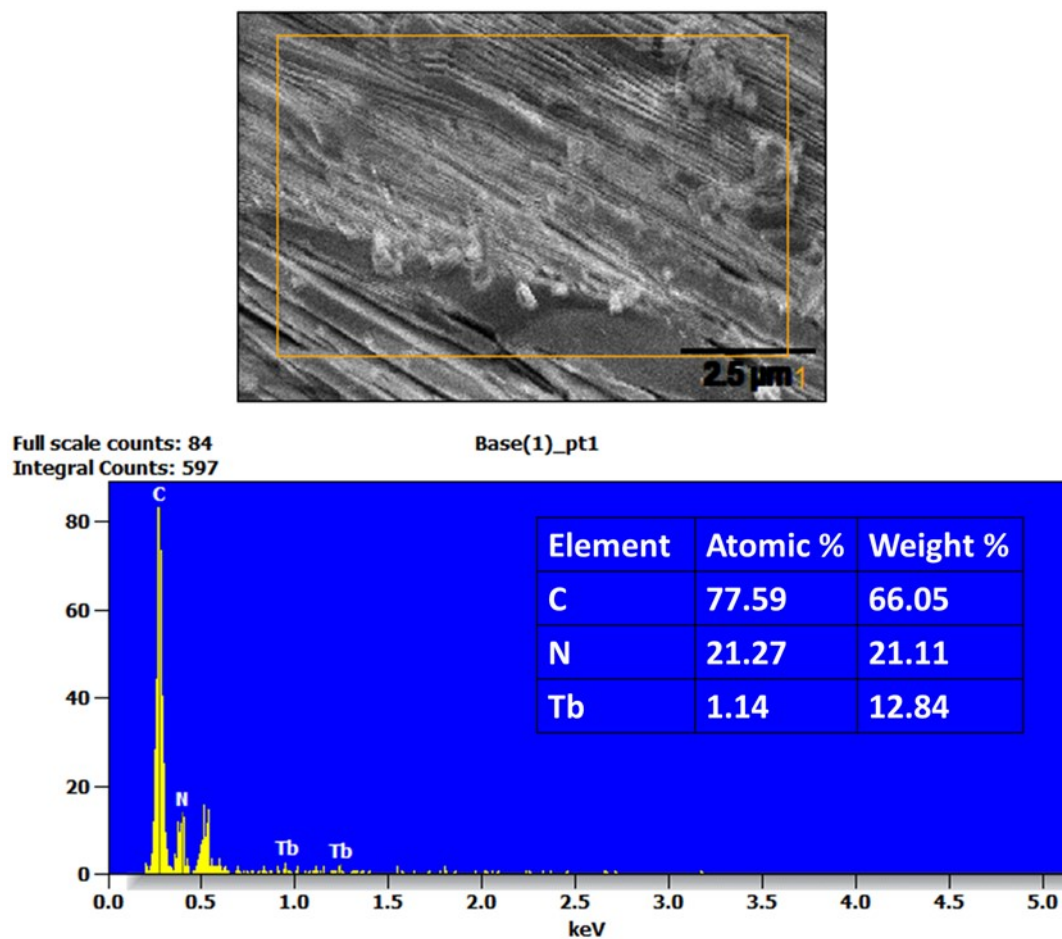 2.5 µm 1
Full scale counts: 84
Integral Counts: 597
Base(1)_pt1
C
80
60
40
20
0
N
Tb
Tb
Element Atomic % Weight %
C 77.59 66.05
N 21.27 21.11
Tb 1.14 12.84
0.0 0.5 1.0 1.5 2.0 2.5 3.0 3.5 4.0 4.5 5.0
keV